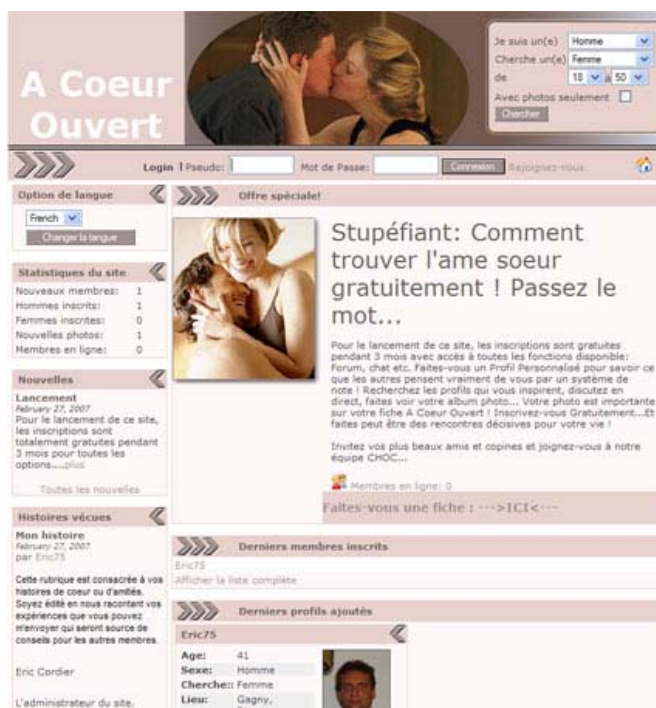 A Coeur
Ouvert
Je suis un(e) Homme
Cherche un(e) Femme
de 18 à 50
Avec photos seulement
Chercher
Login ! Pseudo: Mot de Passe: Connexion Rejoignez-nous
Option de langue
French
Changer la langue
Statistiques du site
Nouveaux membres: 1
Hommes inscrits: 1
Femmes inscrites: 0
Nouvelles photos: 1
Membres en ligne: 0
Nouvelles
Lancement
February 27, 2007
Pour le lancement de ce site,
les inscriptions sont
totalement gratuites pendant
3 mois pour toutes les
options....plus
Toutes les nouvelles
Histoires vécues
Mon histoire
February 27, 2007
par Eric75
Cette rubrique est consacrée à vos
histoires de coeur ou d'amitiés.
Soyez édité en nous racontant vos
expériences que vous pouvez
m'envoyer qui seront source de
conseils pour les autres membres.
Eric Cordier
L'administrateur du site.
Offre spéciale!
Stupéfiant: Comment
trouver l'ame soeur
gratuitement ! Passez le
mot...
Pour le lancement de ce site, les inscriptions sont gratuites
pendant 3 mois avec accès à toutes les fonctions disponible:
Forum, chat etc. Faites-vous un Profil Personnalisé pour savoir ce
que les autres pensent vraiment de vous par un système de
note ! Recherchez les profils qui vous inspirent, discutez en
direct, faites voir votre album photo... Votre photo est importante
sur votre fiche A Coeur Ouvert ! Inscrivez-vous Gratuitement...Et
faites peut être des rencontres décisives pour votre vie !
Invitez vos plus beaux amis et copines et joignez-vous à notre
équipe CHOC...
Membres en ligne: 0
Faites-vous une fiche : --->ICI<---
Derniers membres inscrits
Eric75
Afficher la liste complète
Derniers profils ajoutés
Eric75
Age: 41
Sexe: Homme
Cherche:: Femme
Lieu: Gagny,